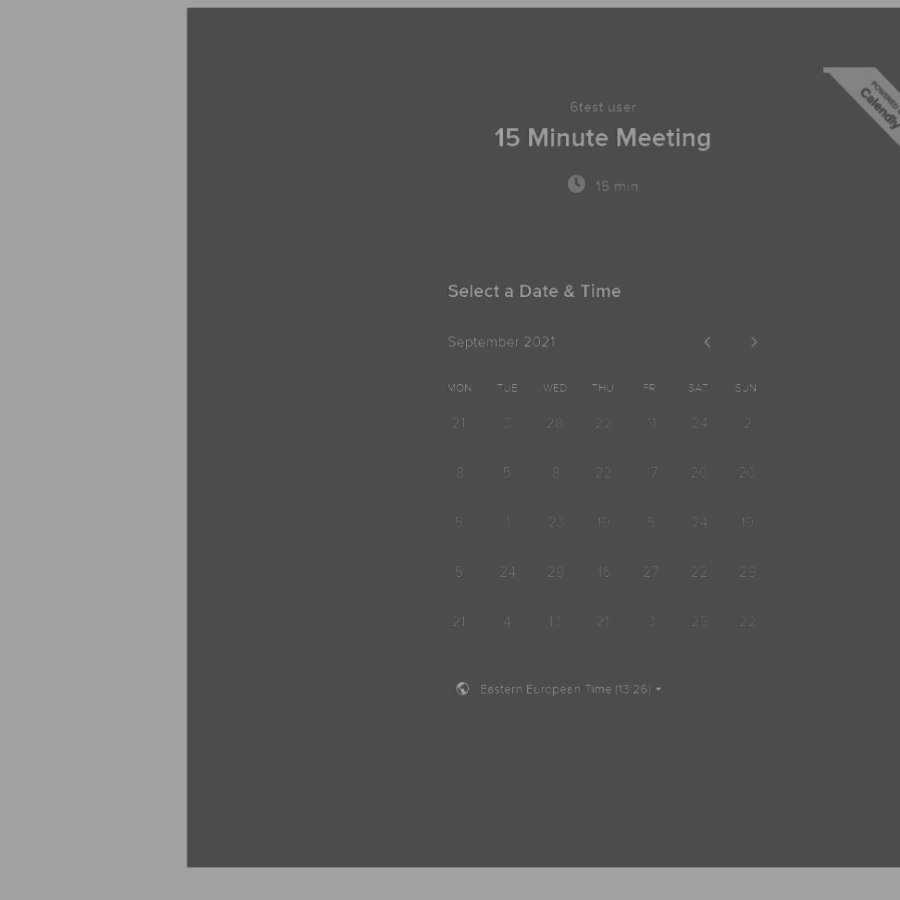 POWERED
Calendly
6test user
15 Minute Meeting
15 min
Select a Date & Time
September 2021
MON TUE WED THU FR SAT SUN
21 3 28 22 11 24 2
8 5 8 22 17 20 20
5 1 23 19 5 24 19
5 24 29 16 27 22 29
21 4 13 21 3 25 22
Eastern European Time (13:26)